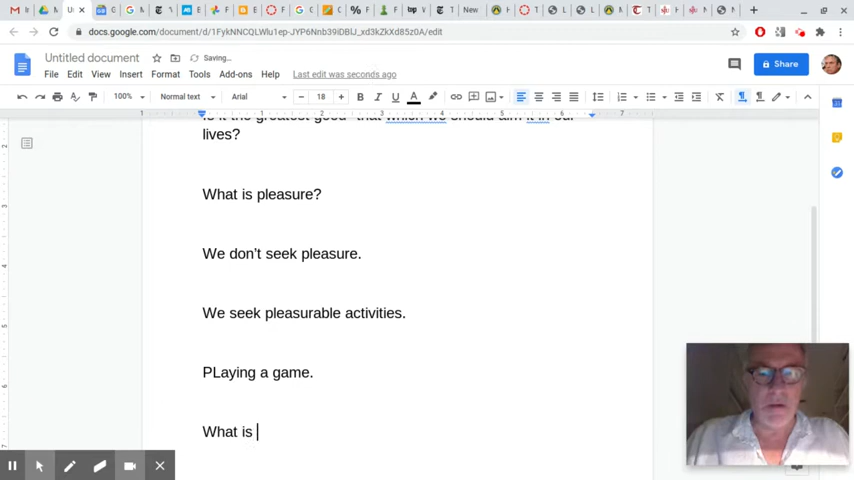 Untitled document
Saving...
File Edit View Insert Format Tools Add-ons Help Last edit was seconds ago
Share
docs.google.com/document/d/1FykNNCQLWlu1ep-JYP6Nnb39iDBlJ_xd3kZkXd85z0A/edit
100% Normal text Arial 18
lives?
What is pleasure?
We don't seek pleasure.
We seek pleasurable activities.
PLaying a game.
What is